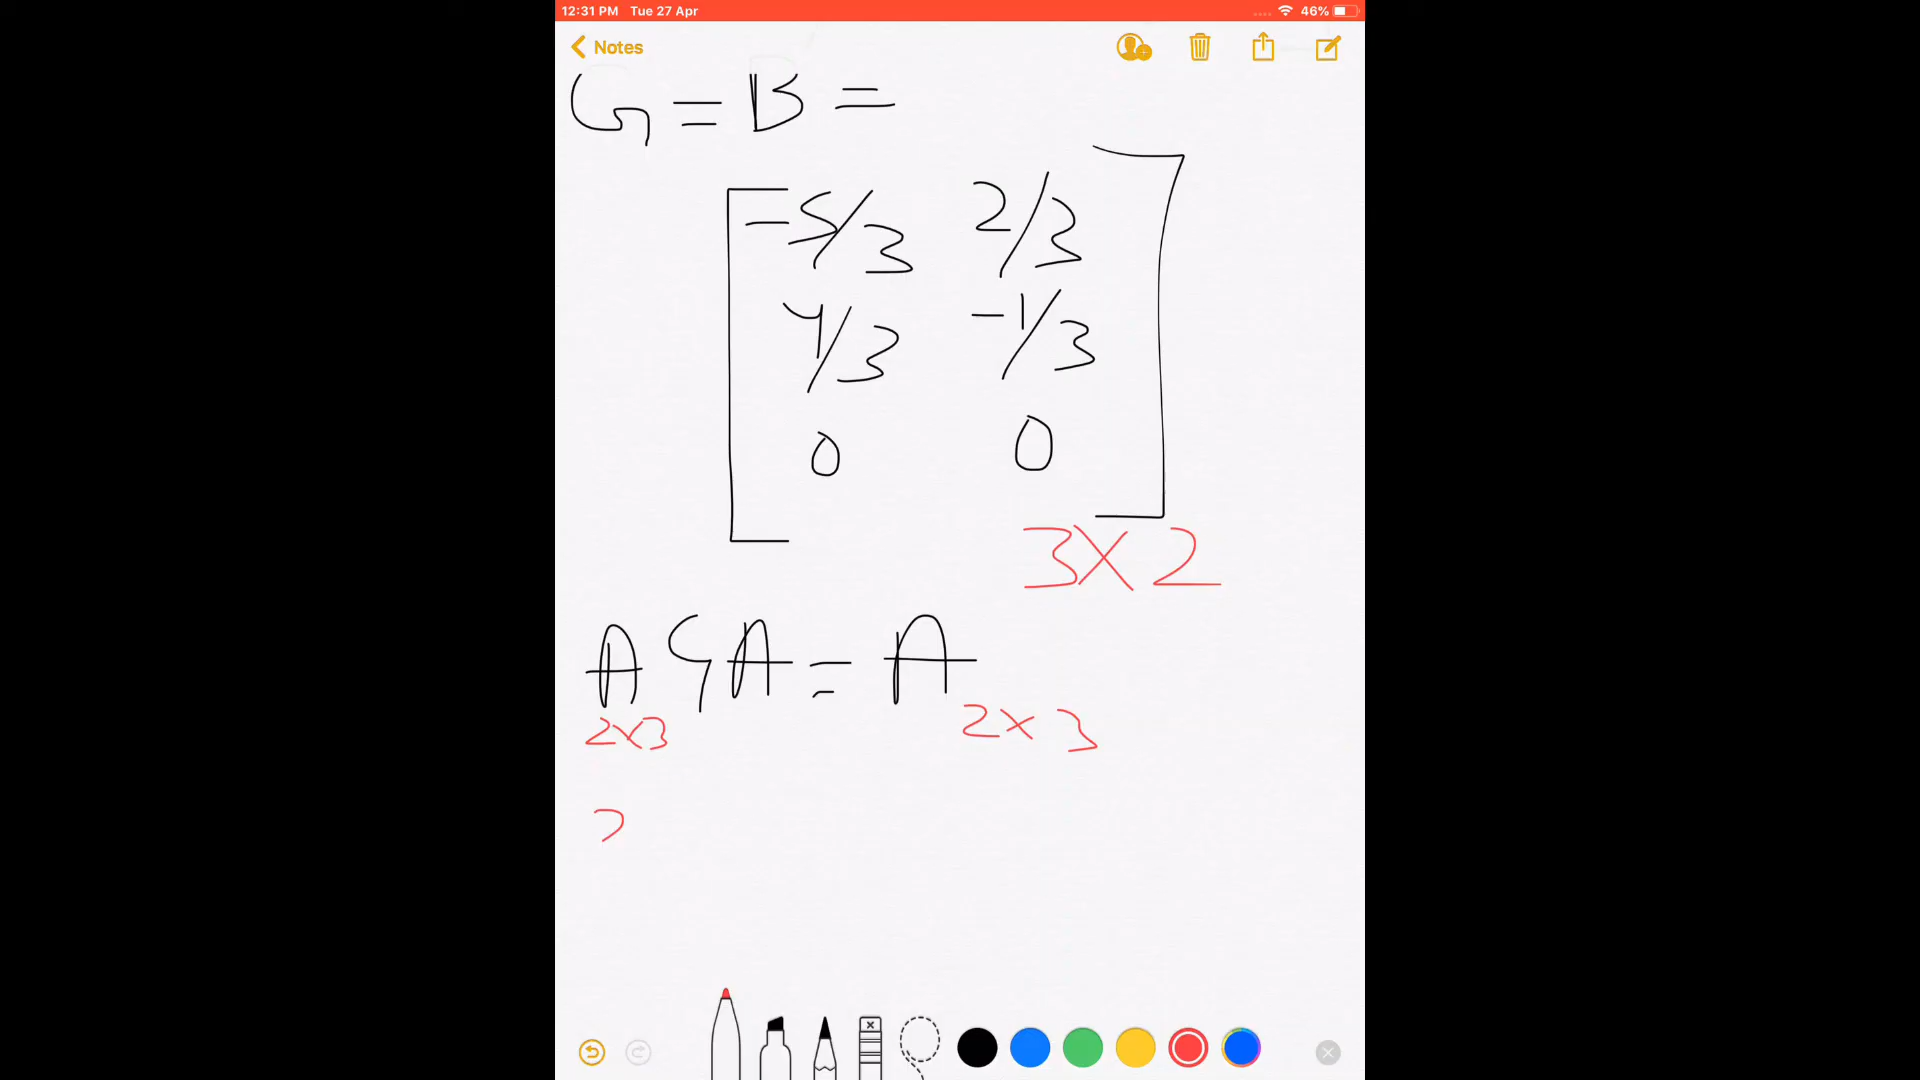 12:31 PM Tue 27 Apr 46%
Notes
G = B =
-5/3 2/3
4/3 -1/3
0 0
3X2
A G A = A
2x3 2x3
2